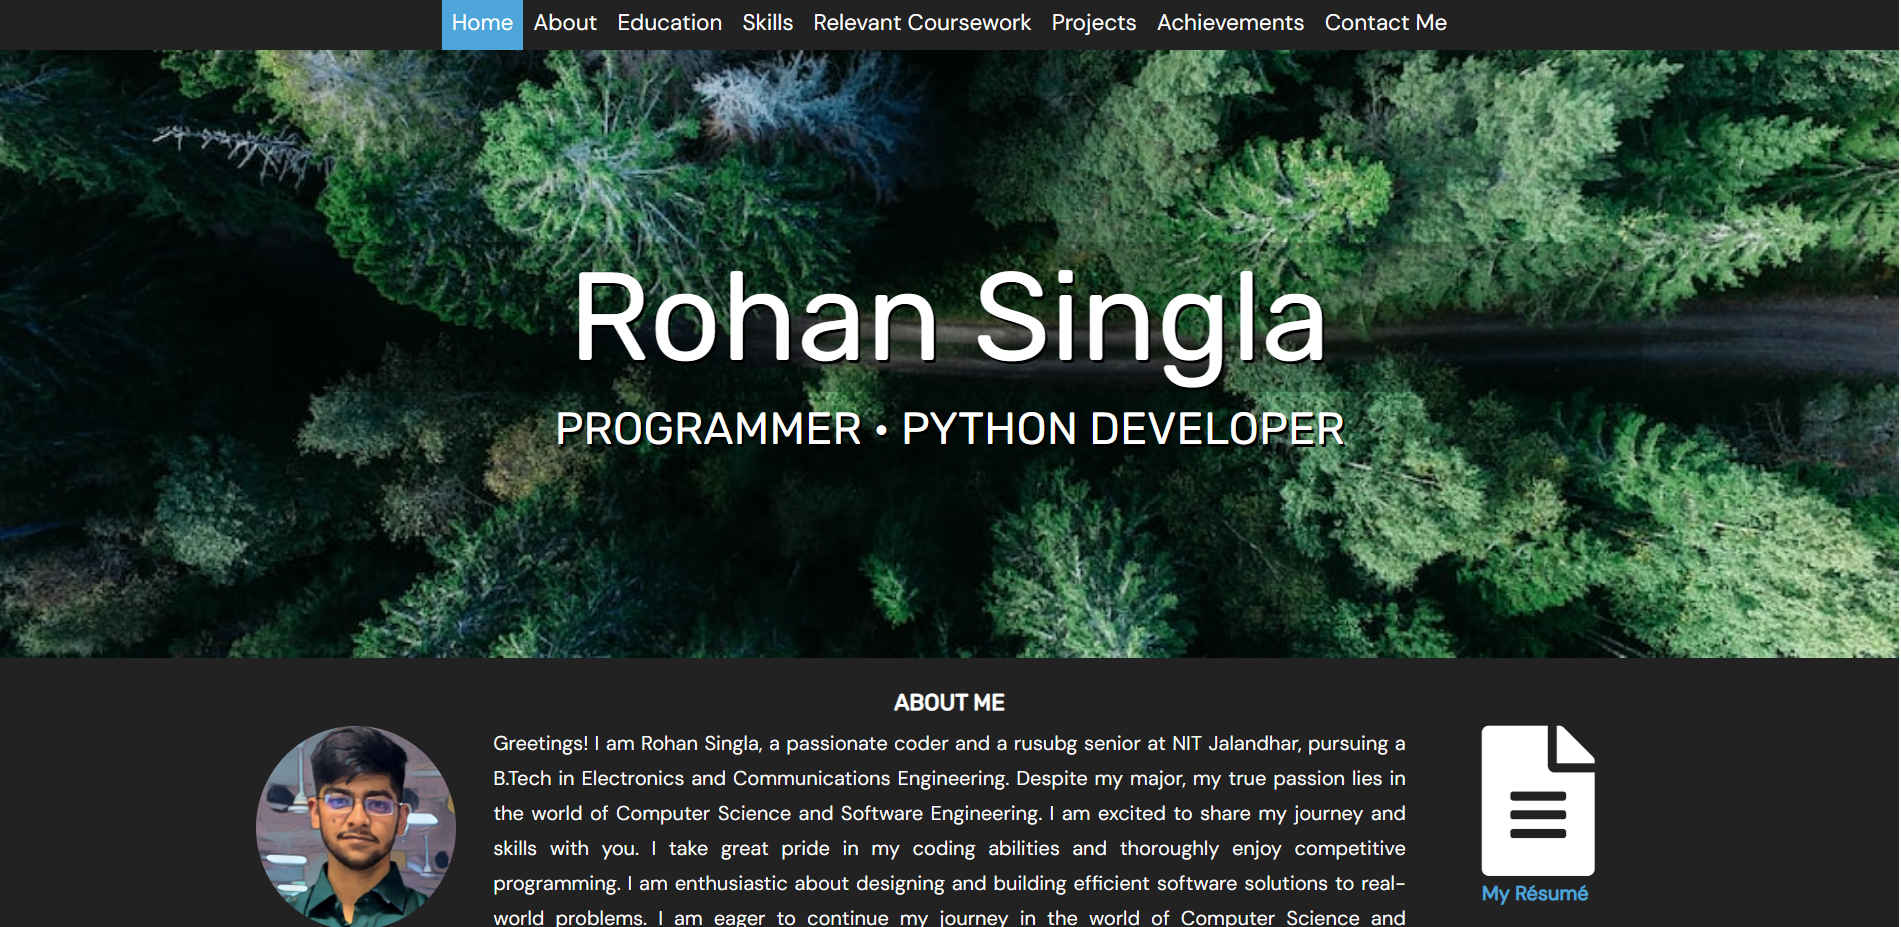 Home About Education Skills Relevant Coursework Projects Achievements Contact Me
Rohan Singla
PROGRAMMER • PYTHON DEVELOPER
ABOUT ME
Greetings! I am Rohan Singla, a passionate coder and a rusubg senior at NIT Jalandhar, pursuing a
B.Tech in Electronics and Communications Engineering. Despite my major, my true passion lies in
the world of Computer Science and Software Engineering. I am excited to share my journey and
skills with you. I take great pride in my coding abilities and thoroughly enjoy competitive
programming. I am enthusiastic about designing and building efficient software solutions to real-
world problems. I am eager to continue my journey in the world of Computer Science and
My Résumé